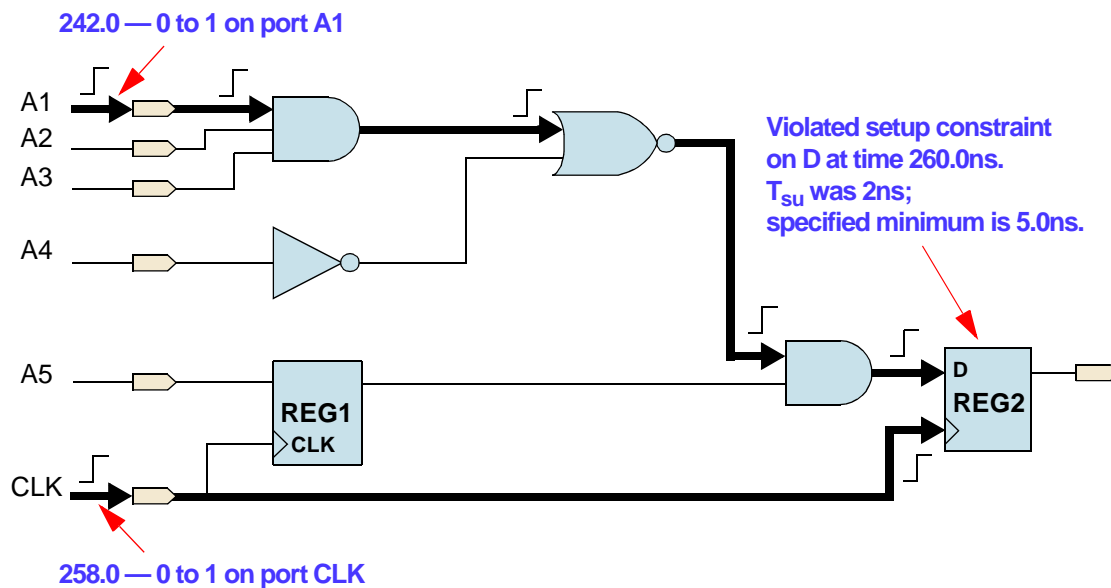 242.0 — 0 to 1 on port A1
A1
A2
A3
Violated setup constraint
on D at time 260.0ns.
Tsu was 2ns;
specified minimum is 5.0ns.
A4
A5
REG1
CLK
D
REG2
CLK
258.0 — 0 to 1 on port CLK